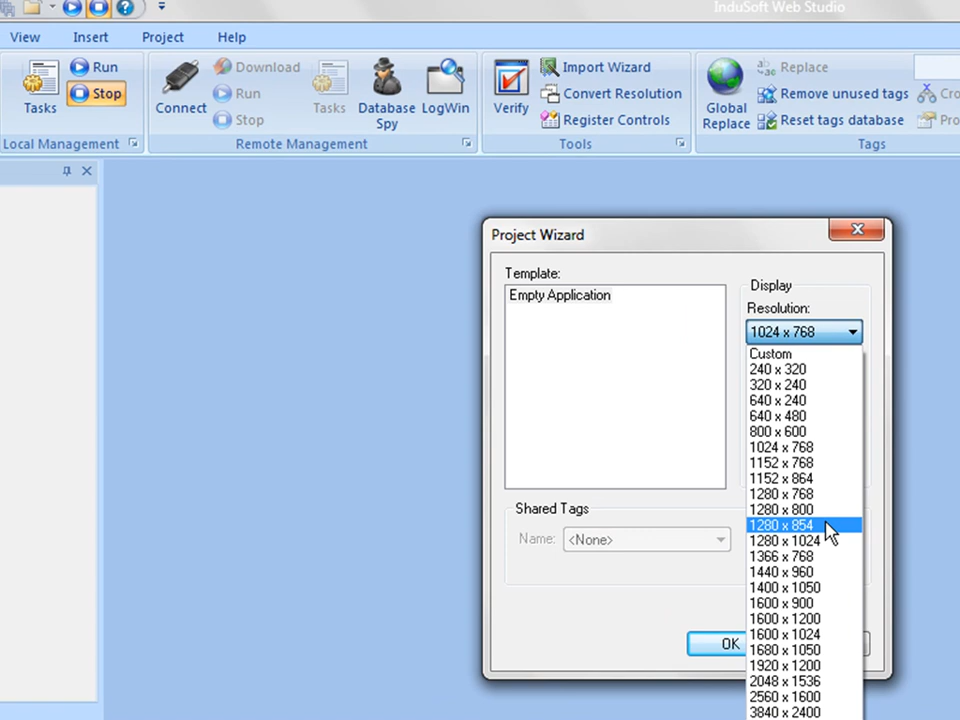 InduSoft Web Studio
View Insert Project Help
Run
Stop
Tasks
Local Management
Connect
Download
Run
Stop
Tasks
Database Spy
LogWin
Remote Management
Verify
Import Wizard
Convert Resolution
Register Controls
Tools
Global Replace
Replace
Remove unused tags
Reset tags database
Cro
Pro
Tags
Project Wizard
Template:
Empty Application
Display
Resolution:
1024 x 768
Custom
240 x 320
320 x 240
640 x 240
640 x 480
800 x 600
1024 x 768
1152 x 768
1152 x 864
1280 x 768
1280 x 800
1280 x 854
1280 x 1024
1366 x 768
1440 x 960
1400 x 1050
1600 x 900
1600 x 1200
1600 x 1024
1680 x 1050
1920 x 1200
2048 x 1536
2560 x 1600
3840 x 2400
Shared Tags
Name: <None>
OK